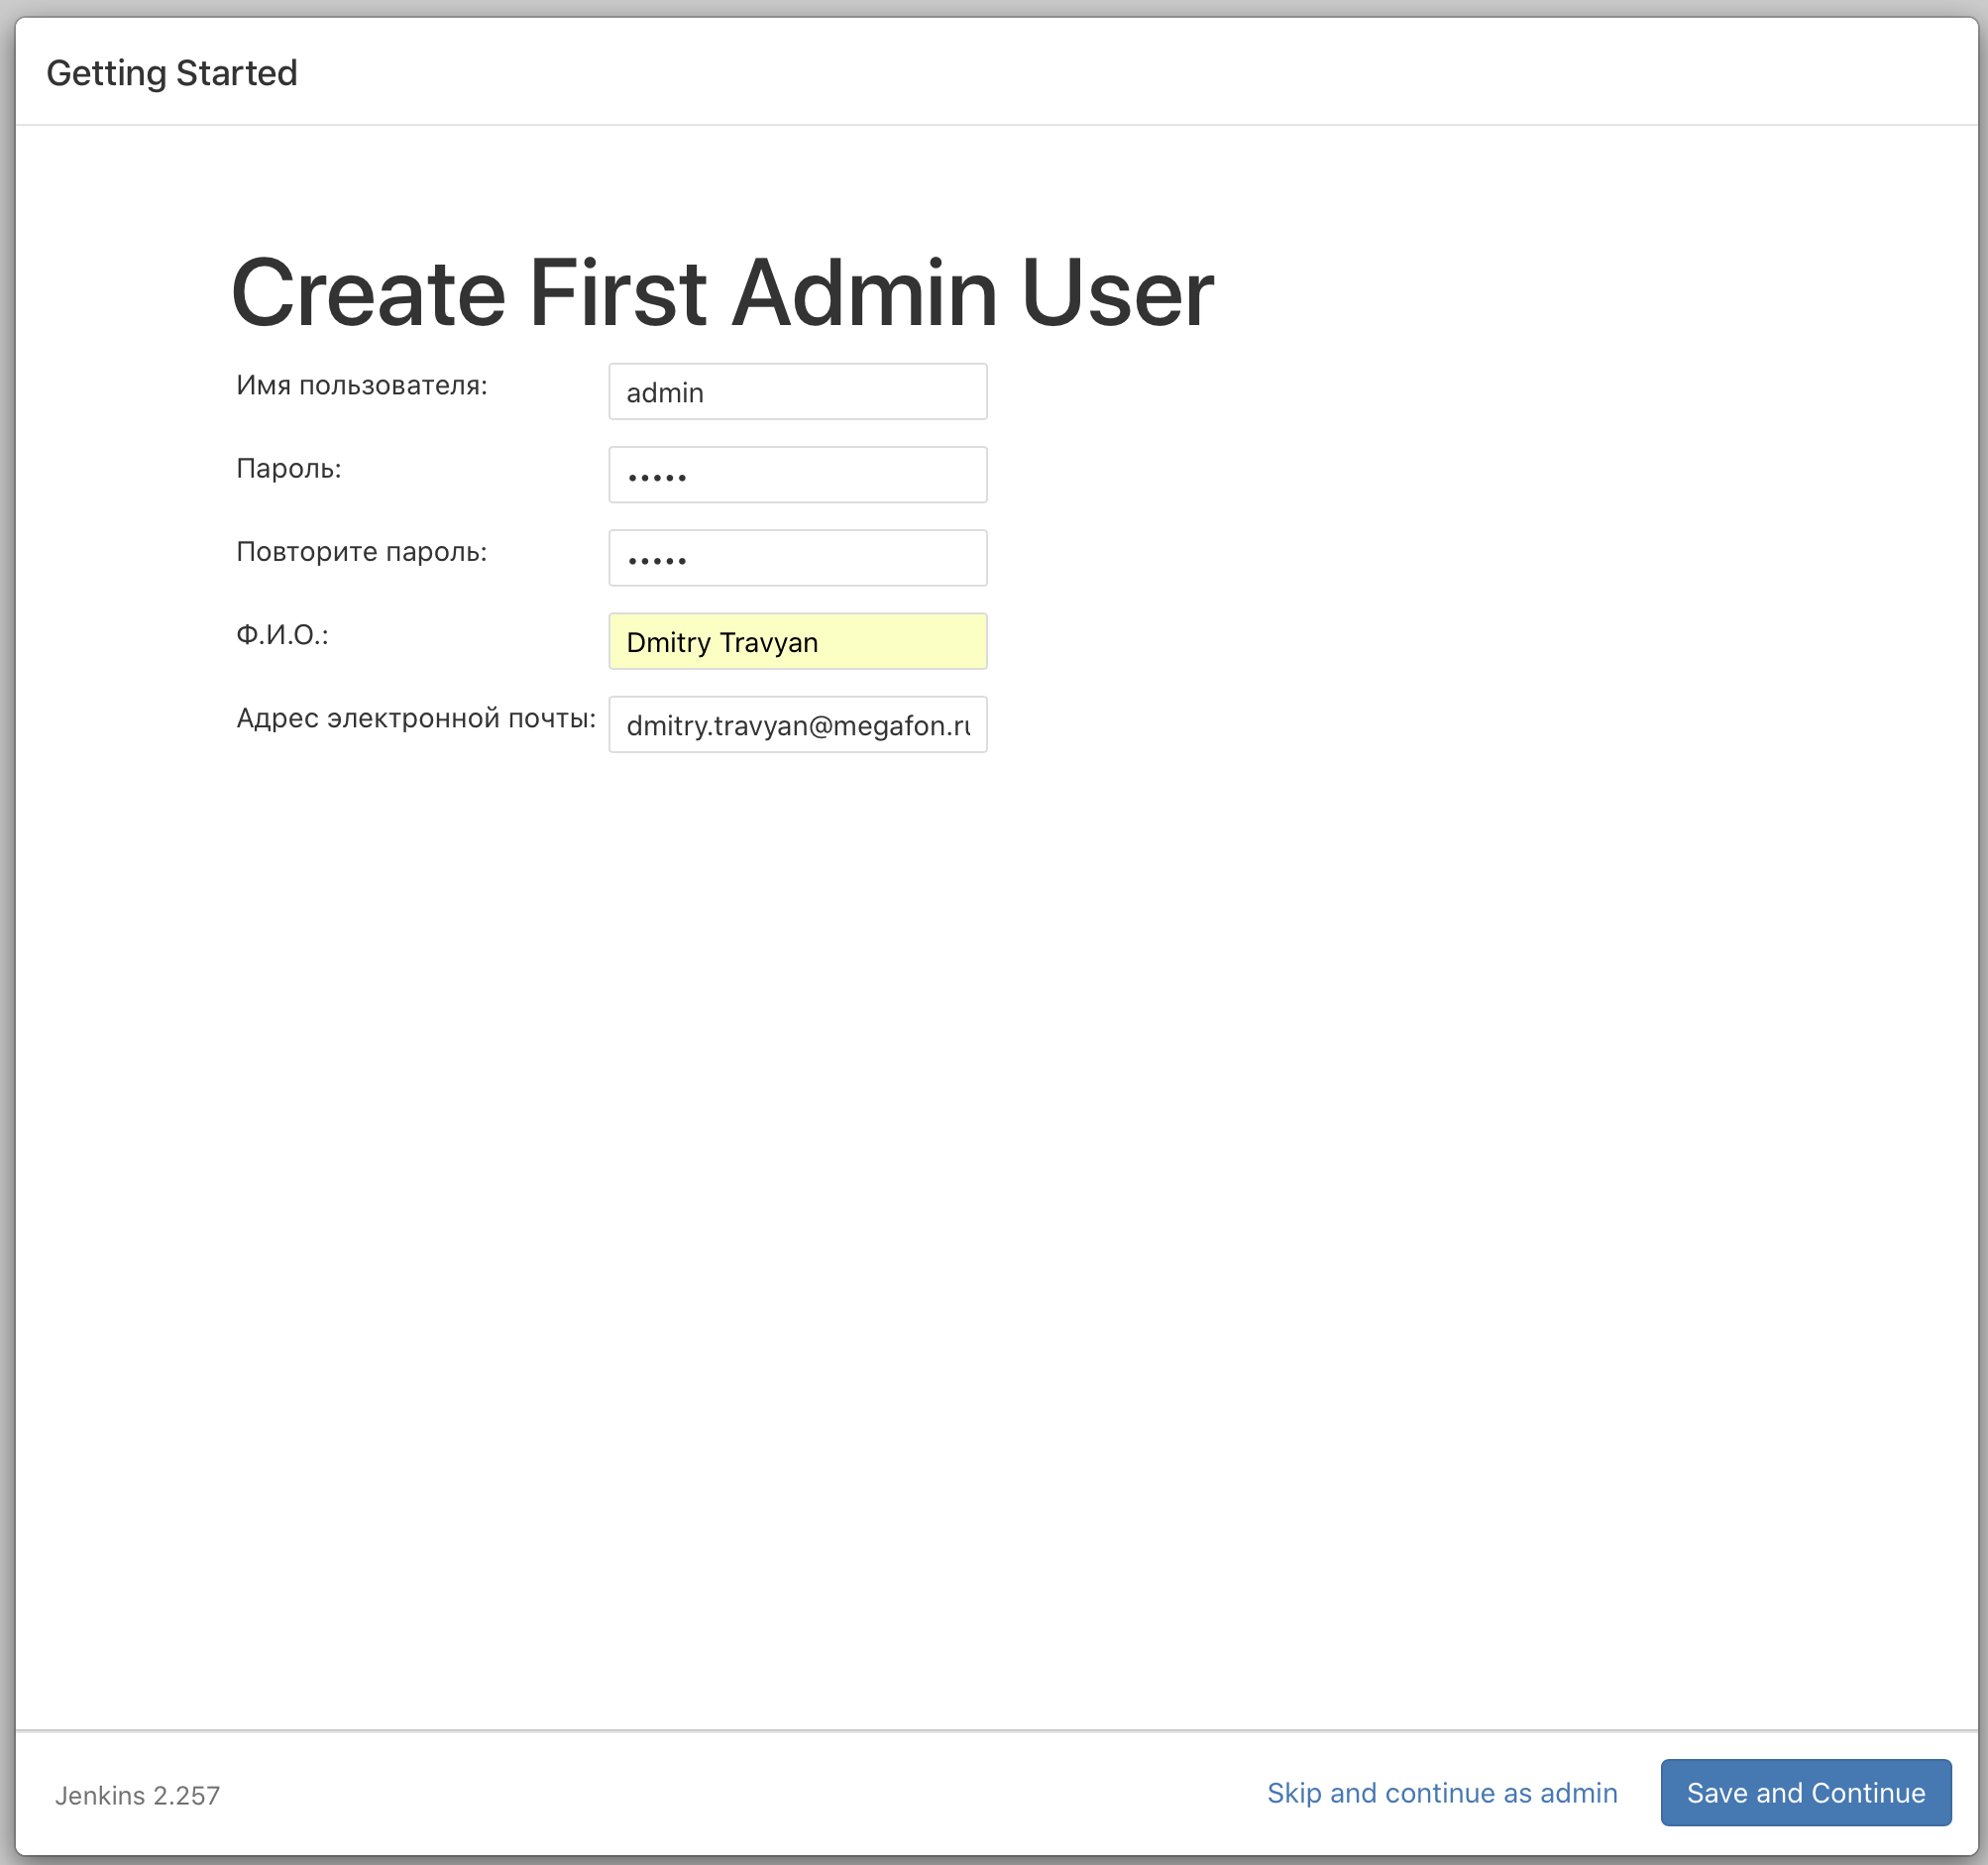 Getting Started
Create First Admin User
Имя пользователя: admin
Пароль: •••••
Повторите пароль: •••••
Ф.И.О.: Dmitry Travyan
Адрес электронной почты: dmitry.travyan@megafon.ru
Jenkins 2.257 Skip and continue as admin Save and Continue